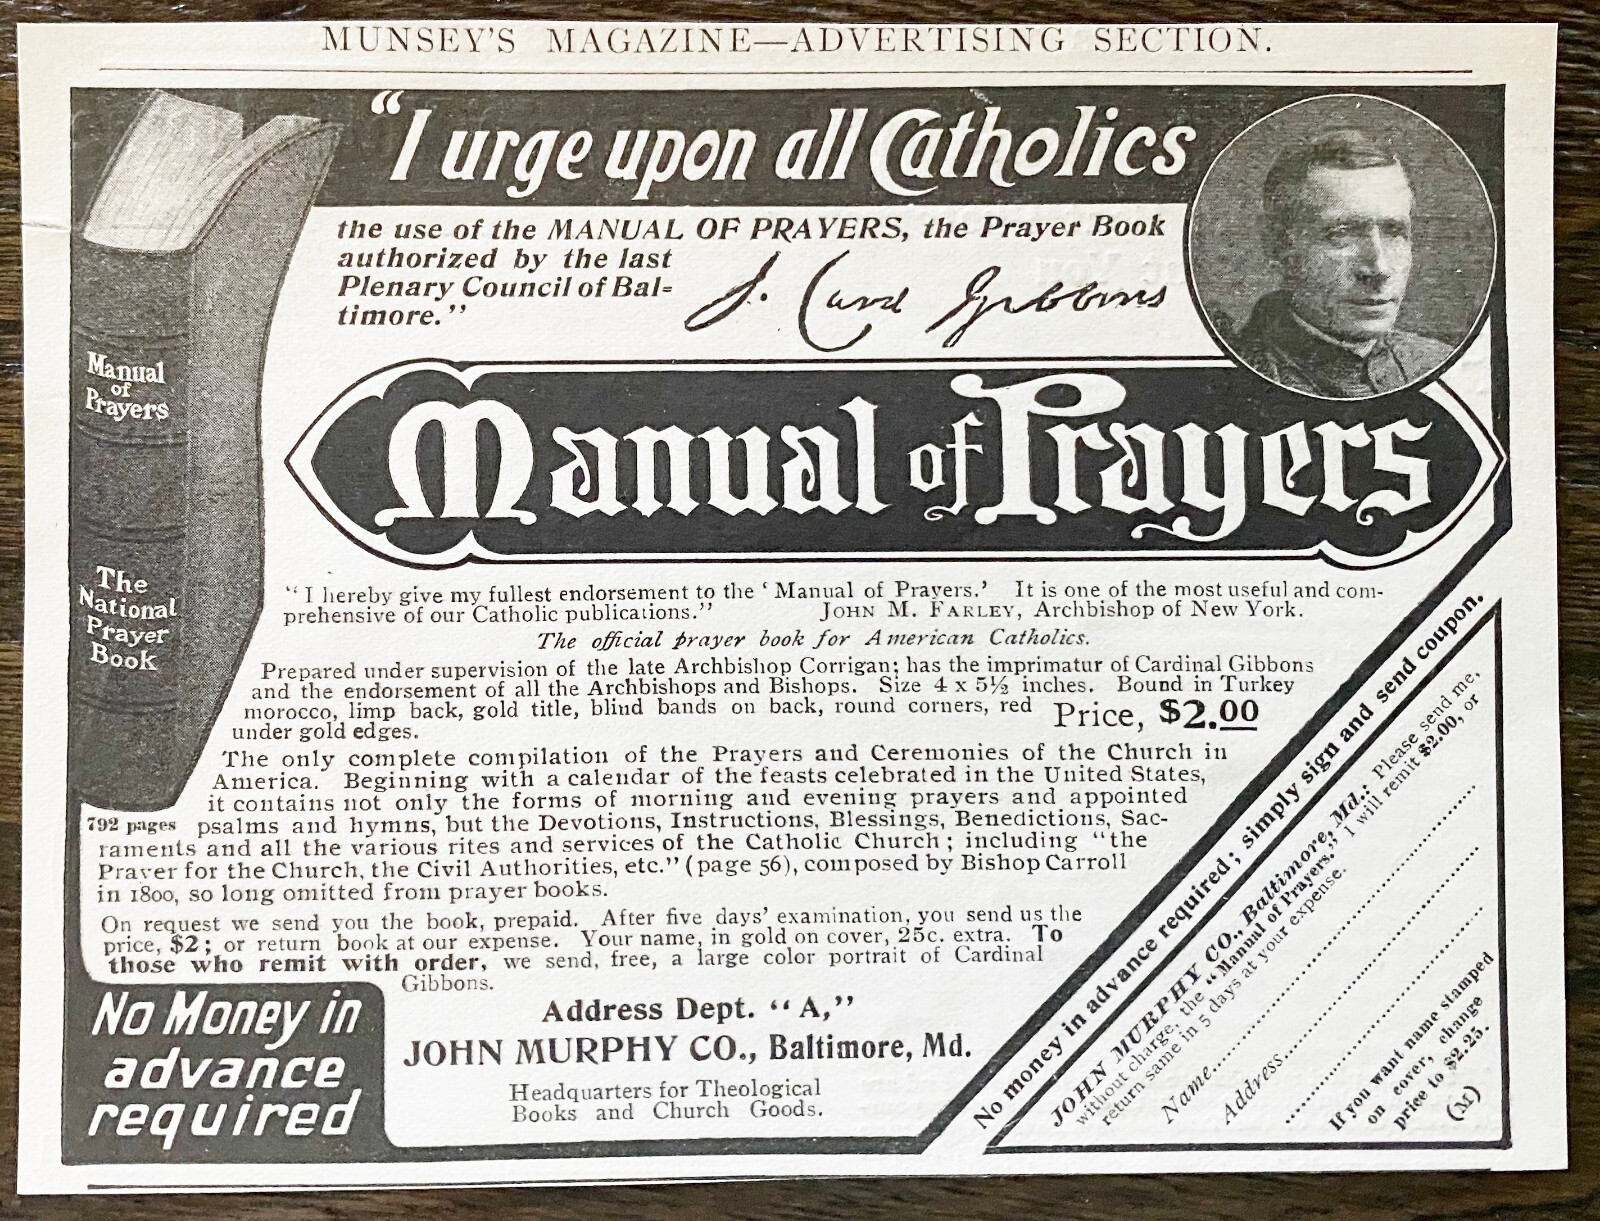 MUNSEY'S MAGAZINE—ADVERTISING SECTION.
"I urge upon all Catholics
the use of the MANUAL OF PRAYERS, the Prayer Book
authorized by the last
Plenary Council of Bal=
timore."
J. Card Gibbons
Manual
of
Prayers
The
National
Prayer
Book
Manual of Prayers
"I hereby give my fullest endorsement to the 'Manual of Prayers.' It is one of the most useful and com-
prehensive of our Catholic publications." JOHN M. FARLEY, Archbishop of New York.
The official prayer book for American Catholics.
Prepared under supervision of the late Archbishop Corrigan; has the imprimatur of Cardinal Gibbons
and the endorsement of all the Archbishops and Bishops. Size 4 x 5½ inches. Bound in Turkey
morocco, limp back, gold title, blind bands on back, round corners, red
under gold edges.
Price, $2.00
The only complete compilation of the Prayers and Ceremonies of the Church in
America. Beginning with a calendar of the feasts celebrated in the United States,
it contains not only the forms of morning and evening prayers and appointed
792 pages psalms and hymns, but the Devotions, Instructions, Blessings, Benedictions, Sac-
raments and all the various rites and services of the Catholic Church; including "the
Prayer for the Church, the Civil Authorities, etc." (page 56), composed by Bishop Carroll
in 1800, so long omitted from prayer books.
On request we send you the book, prepaid. After five days' examination, you send us the
price, $2; or return book at our expense. Your name, in gold on cover, 25c. extra. To
those who remit with order, we send, free, a large color portrait of Cardinal
Gibbons.
No Money in
advance
required
Address Dept. "A,"
JOHN MURPHY CO., Baltimore, Md.
Headquarters for Theological
Books and Church Goods.
No money in advance required; simply sign and send coupon.
JOHN MURPHY CO., Baltimore, Md.: Please send me,
without charge, the "Manual of Prayers." I will remit $2.00, or
return same in 5 days at your expense.
Name
Address
If you want name stamped
on cover, change
price to $2.25.
(M)